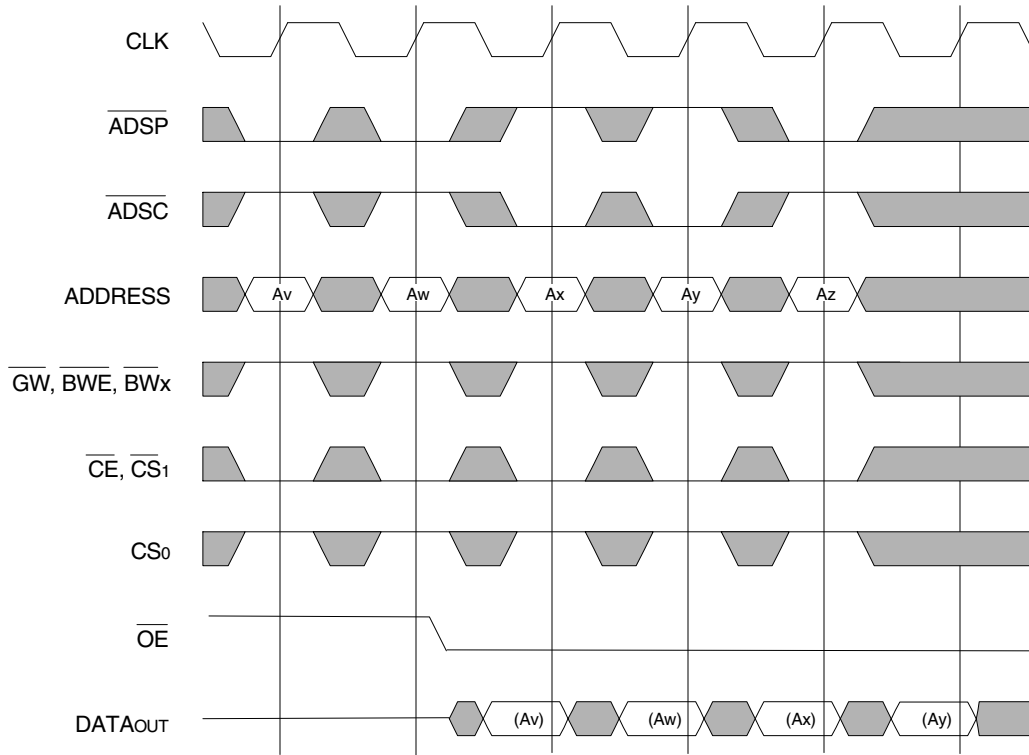 CLK
ADSP
ADSC
ADDRESS Av Aw Ax Ay Az
GW, BWE, BWx
CE, CS1
CS0
OE
DATAOUT (Av) (Aw) (Ax) (Ay)